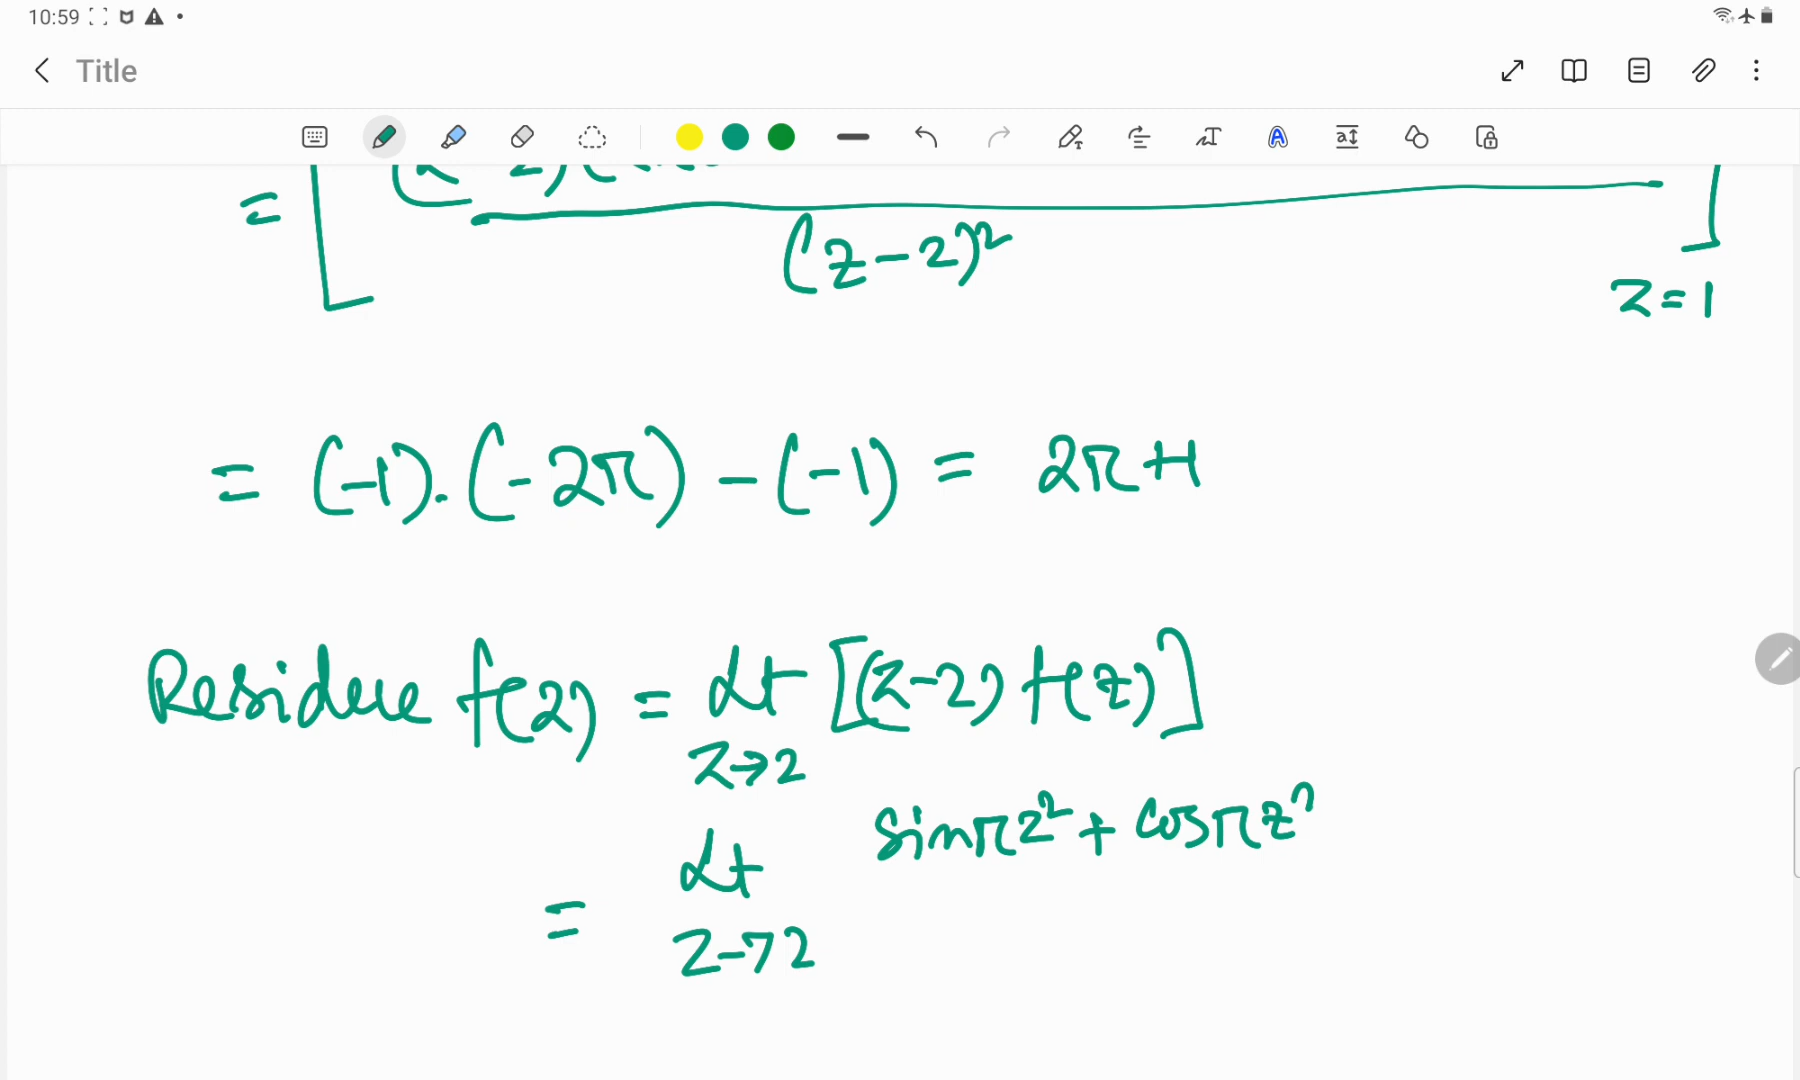 10:59
Title
=
(z-2)²
z=1
= (-1).(-2π) - (-1) = 2π+1
Residue f(2) = Lt [(z-2) f(z)]
z→2
= Lt sinπz² + cosπz²
z→2